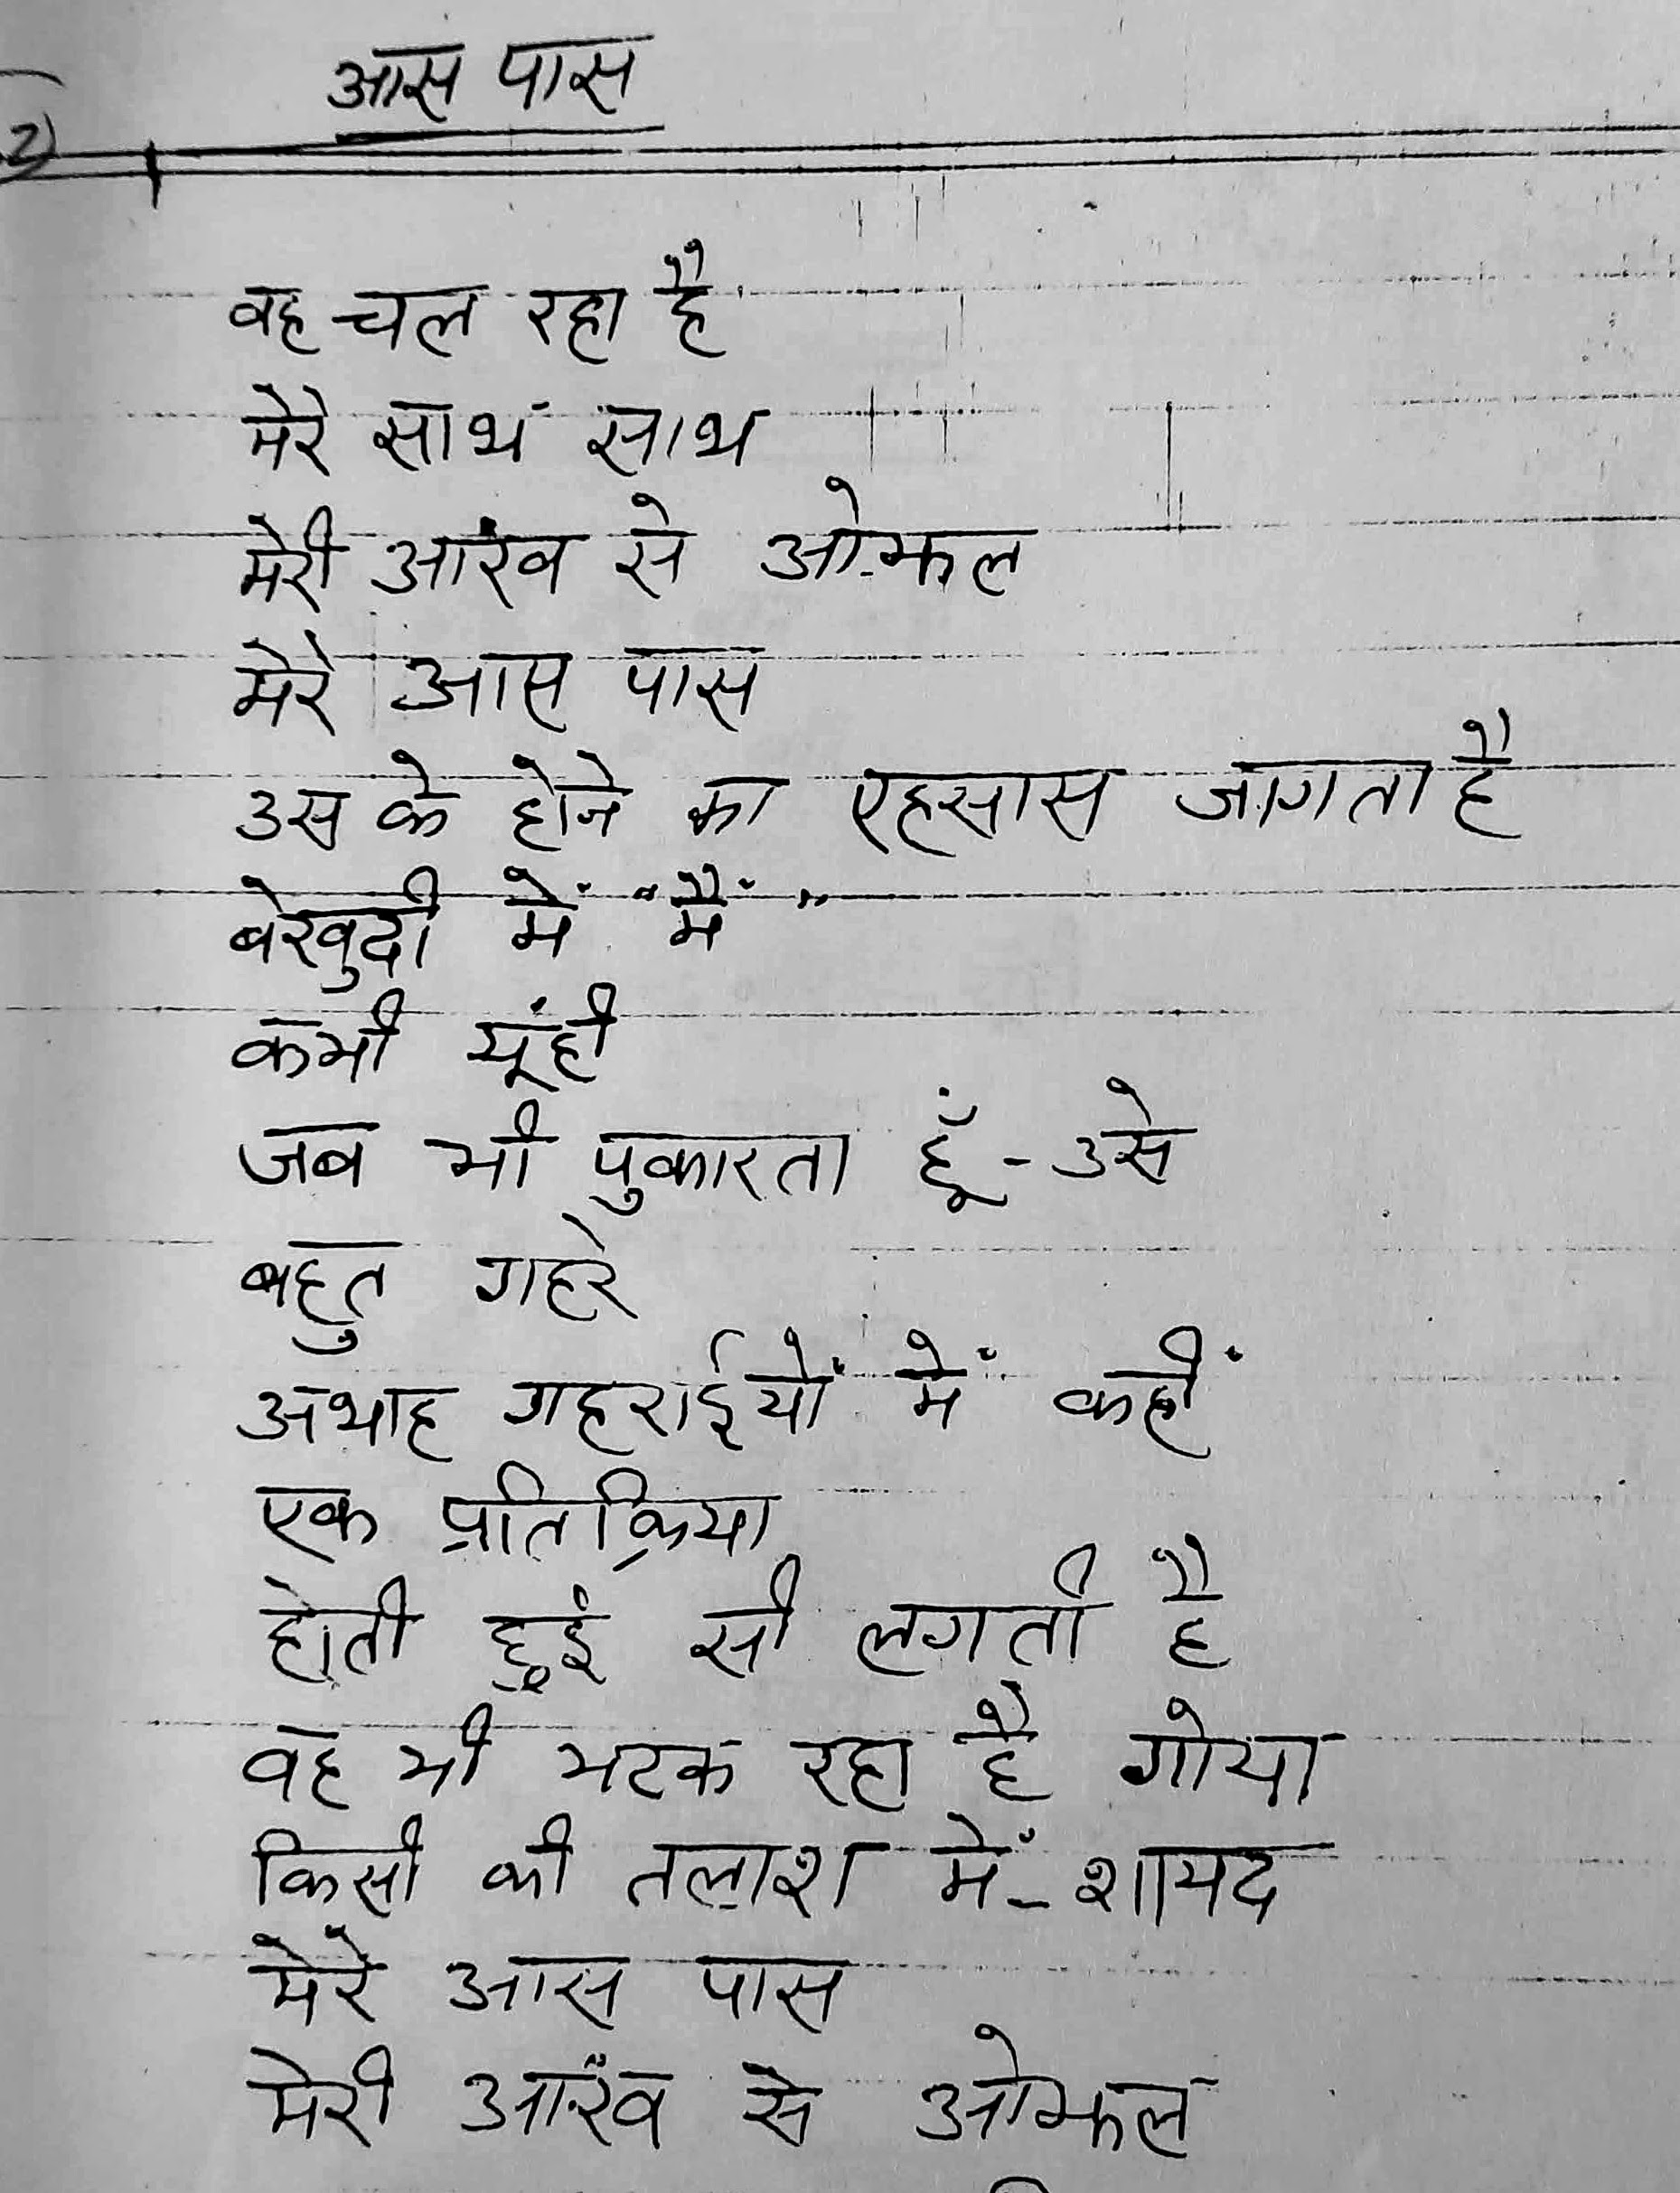 आस पास
2)
वह चल रहा है
मेरे साथ साथ
मेरी आंख से ओझल
मेरे आस पास
उस के होने का एहसास जागता है
बेखुदी में "मैं"
कभी यूंही
जब भी पुकारता हूँ - उसे
बहुत गहरे
अथाह गहराईयों में कहीं
एक प्रतिक्रिया
होती हुई सी लगती है
वह भी भटक रहा है गोया
किसी की तलाश में - शायद
मेरे आस पास
मेरी आंख से ओझल